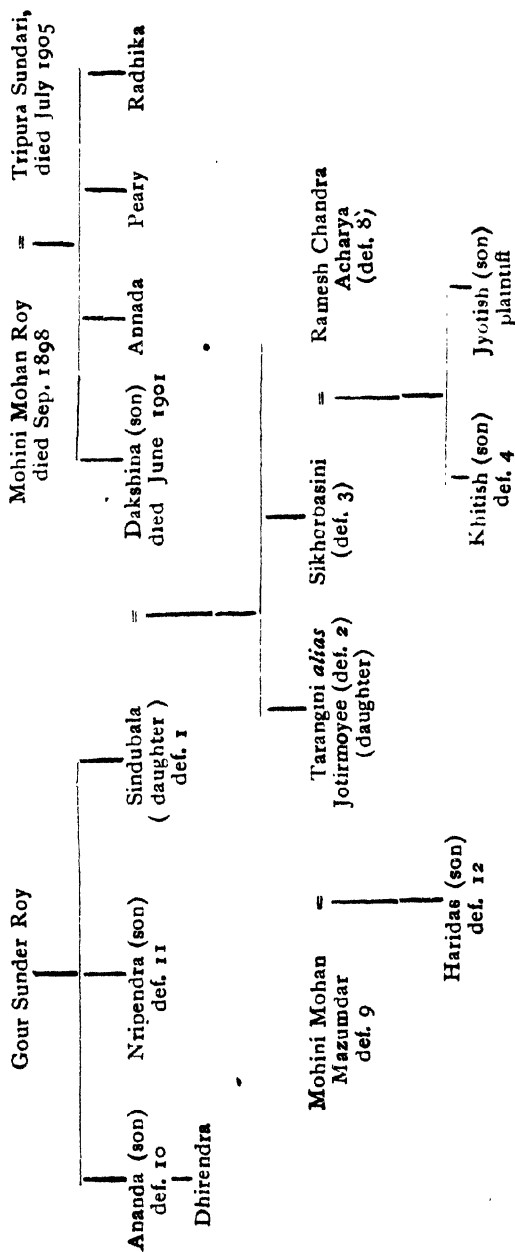 Gour Sunder Roy
Mohini Mohan Roy
died Sep. 1898
=
Tripura Sundari,
died July 1905
Ananda (son)
def. 10
Dhirendra
Nripendra (son)
def. 11
Sindubala
( daughter )
def. 1
=
Dakshina (son)
died June 1901
Annada
Peary
Radhika
Mohini Mohan
Mazumdar
def. 9
=
Tarangini alias
Jotirmoyee (def. 2)
(daughter)
Sikhorbasini
(def. 3)
=
Ramesh Chandra
Acharya
(def. 8)
Haridas (son)
def. 12
Khitish (son)
def. 4
Jyotish (son)
plaintiff